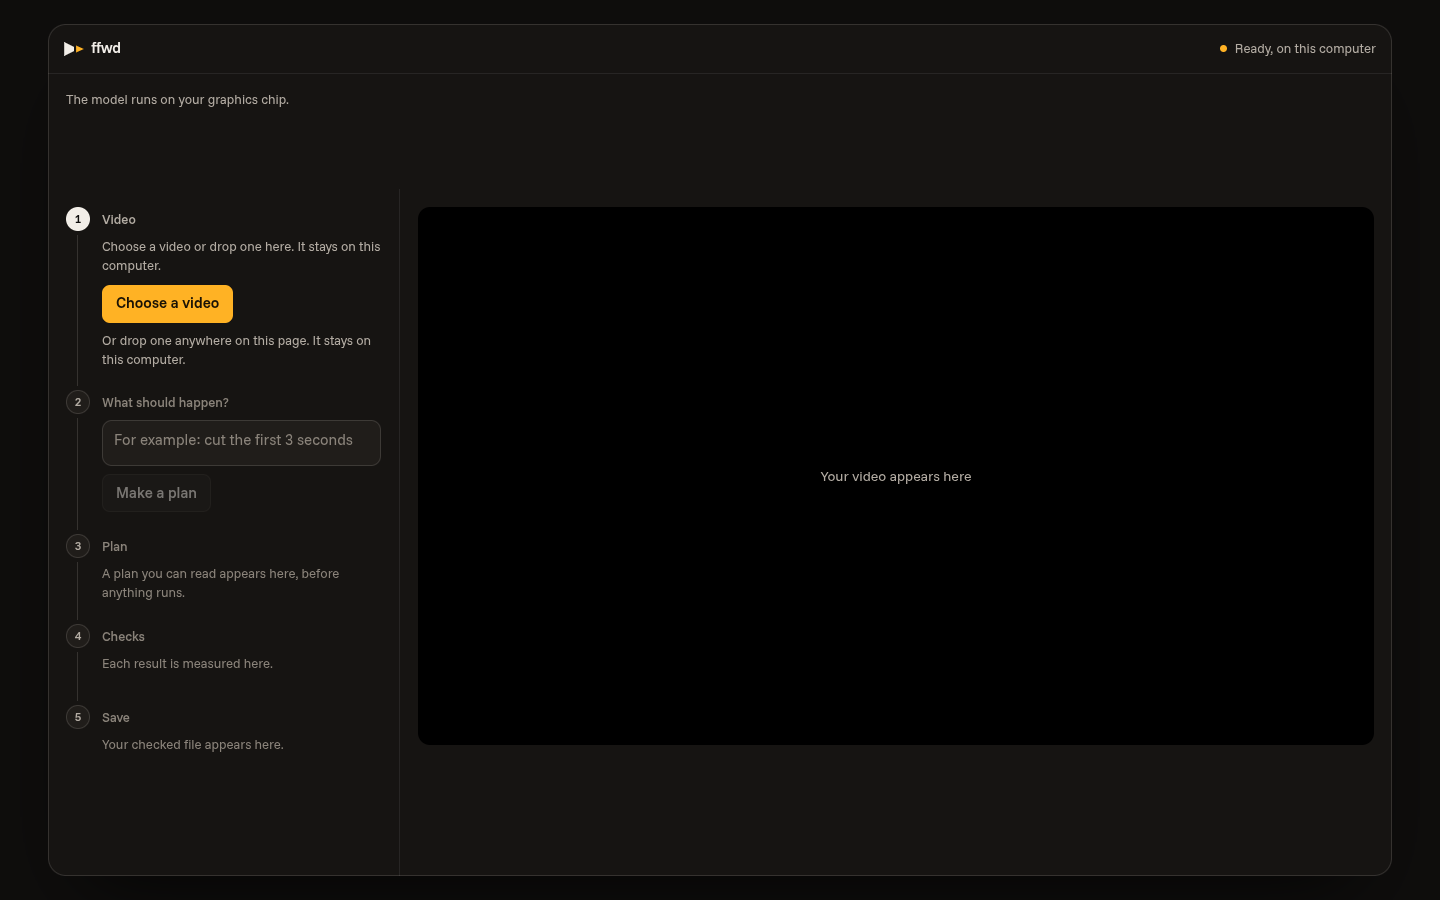 ffwd
Ready, on this computer
The model runs on your graphics chip.
1
Video
Choose a video or drop one here. It stays on this
computer.
Choose a video
Or drop one anywhere on this page. It stays on
this computer.
2
What should happen?
For example: cut the first 3 seconds
Make a plan
3
Plan
A plan you can read appears here, before
anything runs.
4
Checks
Each result is measured here.
5
Save
Your checked file appears here.
Your video appears here